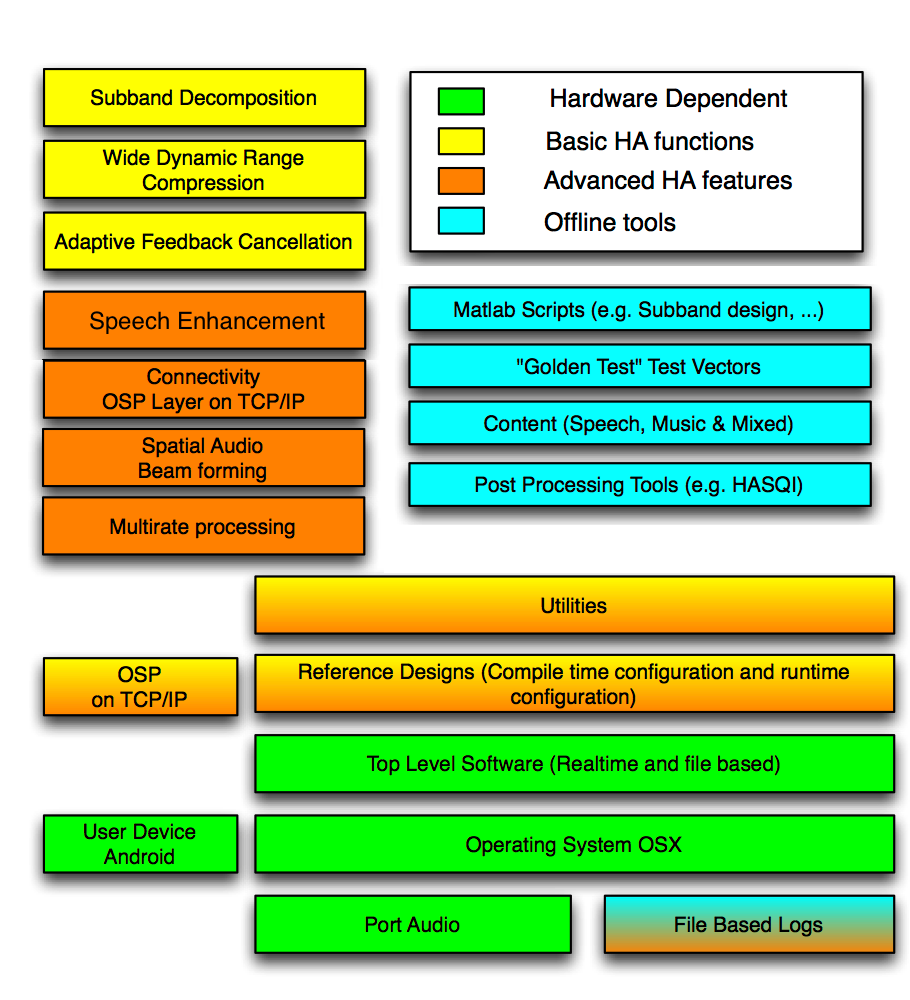 Subband Decomposition
Wide Dynamic Range
Compression
Adaptive Feedback Cancellation
Speech Enhancement
Connectivity
OSP Layer on TCP/IP
Spatial Audio
Beam forming
Multirate processing
Hardware Dependent
Basic HA functions
Advanced HA features
Offline tools
Matlab Scripts (e.g. Subband design, ...)
"Golden Test" Test Vectors
Content (Speech, Music & Mixed)
Post Processing Tools (e.g. HASQI)
Utilities
OSP
on TCP/IP
Reference Designs (Compile time configuration and runtime
configuration)
Top Level Software (Realtime and file based)
User Device
Android
Operating System OSX
Port Audio
File Based Logs